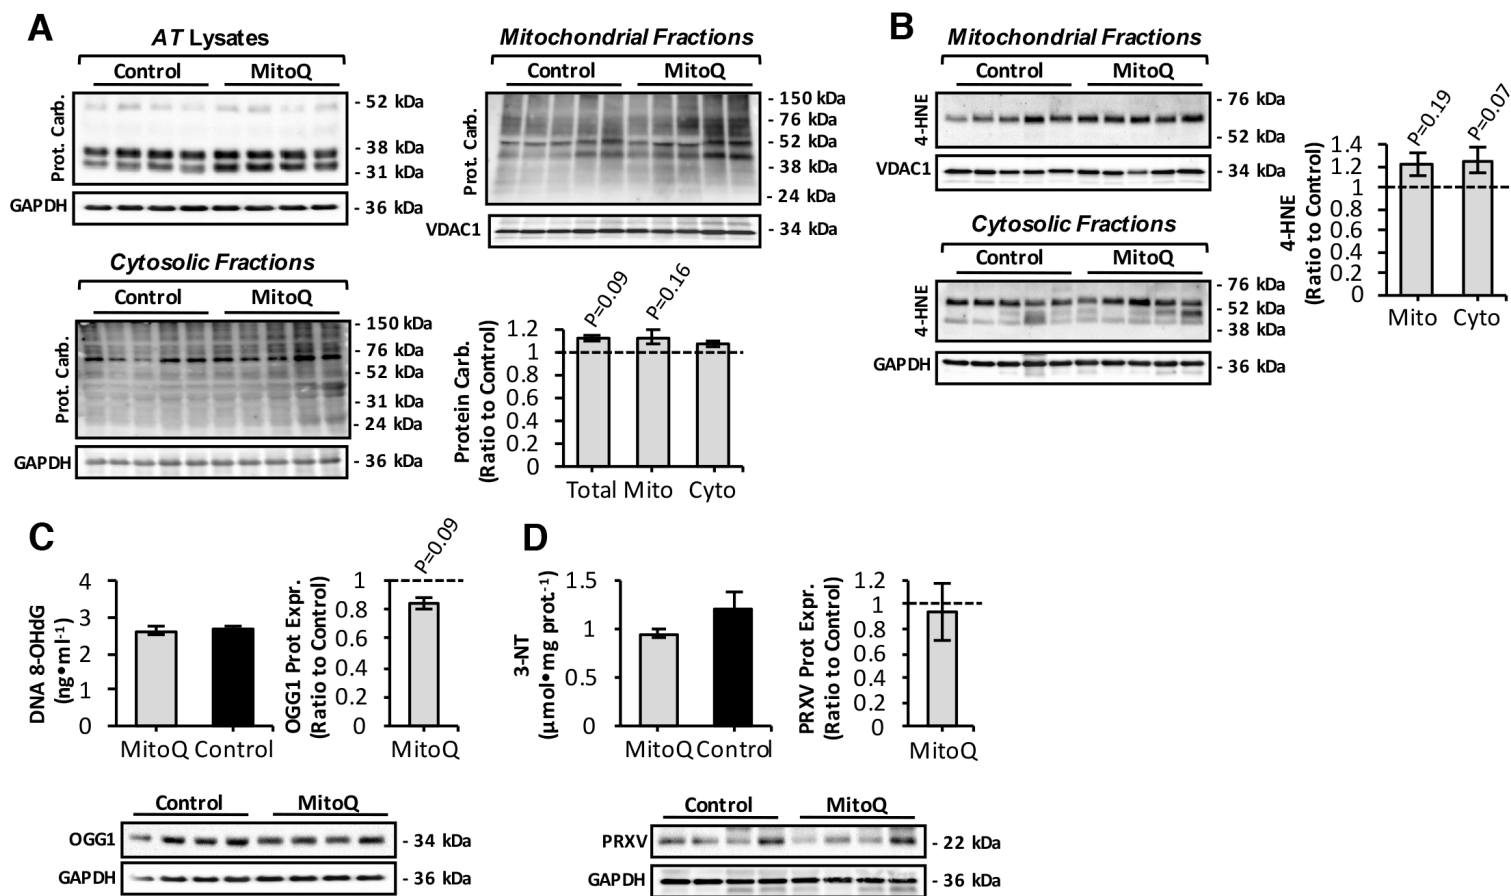 A
AT Lysates
Control MitoQ
Prot. Carb.
- 52 kDa
- 38 kDa
- 31 kDa
GAPDH
- 36 kDa
Mitochondrial Fractions
Control MitoQ
Prot. Carb.
- 150 kDa
- 76 kDa
- 52 kDa
- 38 kDa
- 24 kDa
VDAC1
- 34 kDa
Cytosolic Fractions
Control MitoQ
Prot. Carb.
- 150 kDa
- 76 kDa
- 52 kDa
- 31 kDa
- 24 kDa
GAPDH
- 36 kDa
P=0.09 P=0.16
Protein Carb.
(Ratio to Control)
1.2
1
0.8
0.6
0.4
0.2
0
Total Mito Cyto
B
Mitochondrial Fractions
Control MitoQ
4-HNE
- 76 kDa
- 52 kDa
VDAC1
- 34 kDa
Cytosolic Fractions
Control MitoQ
4-HNE
- 76 kDa
- 52 kDa
- 38 kDa
GAPDH
- 36 kDa
P=0.19 P=0.07
4-HNE
(Ratio to Control)
1.4
1.2
1
0.8
0.6
0.4
0.2
0
Mito Cyto
C
DNA 8-OHdG
(ng•ml⁻¹)
4
3
2
1
0
MitoQ Control
P=0.09
OGG1 Prot Expr.
(Ratio to Control)
1
0.8
0.6
0.4
0.2
0
MitoQ
Control MitoQ
OGG1
- 34 kDa
GAPDH
- 36 kDa
D
3-NT
(µmol•mg prot⁻¹)
1.5
1
0.5
0
MitoQ Control
PRXV Prot Expr.
(Ratio to Control)
1.2
1
0.8
0.6
0.4
0.2
0
MitoQ
Control MitoQ
PRXV
- 22 kDa
GAPDH
- 36 kDa